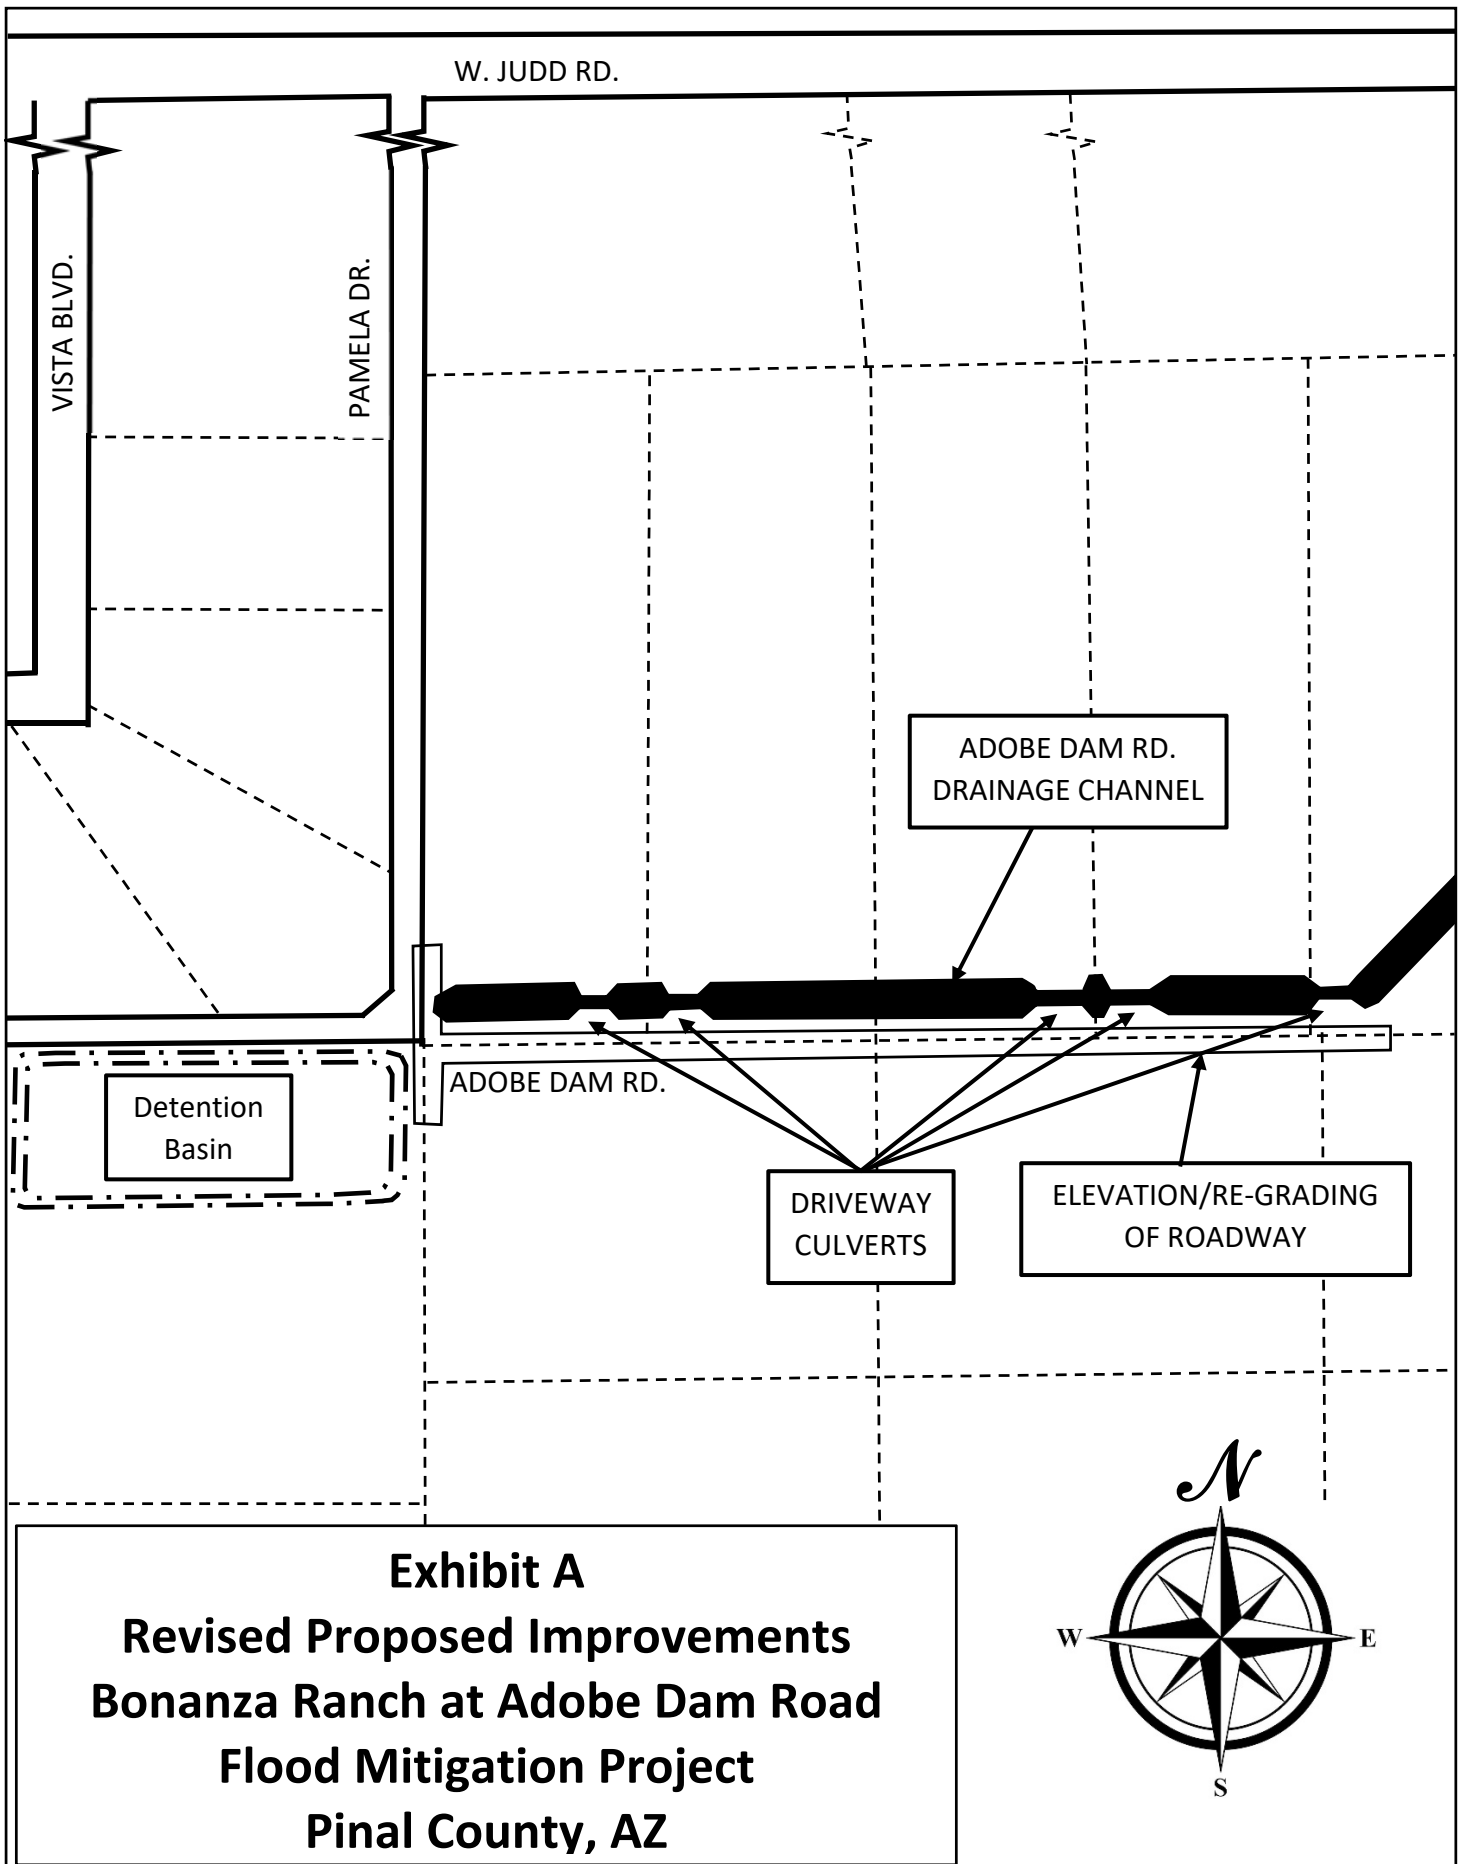 W. JUDD RD.
VISTA BLVD.
PAMELA DR.
ADOBE DAM RD.
DRAINAGE CHANNEL
ADOBE DAM RD.
Detention
Basin
DRIVEWAY
CULVERTS
ELEVATION/RE-GRADING
OF ROADWAY
N
W
E
S
Exhibit A
Revised Proposed Improvements
Bonanza Ranch at Adobe Dam Road
Flood Mitigation Project
Pinal County, AZ